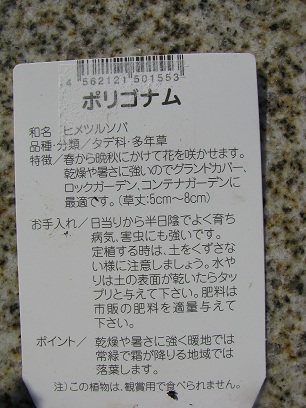 4 562121 501553
ポリゴナム
和名 / ヒメツルソバ
品種・分類／タデ科・多年草
特徴／春から晩秋にかけて花を咲かせます。
乾燥や暑さに強いのでグランドカバー、
ロックガーデン、コンテナガーデンに
最適です。(草丈:5cm〜8cm)
お手入れ／日当りから半日陰でよく育ち
病気、害虫にも強いです。
定植する時は、土をくずさな
い様に注意しましょう。水や
りは土の表面が乾いたらタッ
プリと与えて下さい。肥料は
市販の肥料を適量与えて
下さい。
ポイント／ 乾燥や暑さに強く暖地では
常緑で霜が降りる地域では
落葉します。
注）この植物は、観賞用で食べられません。